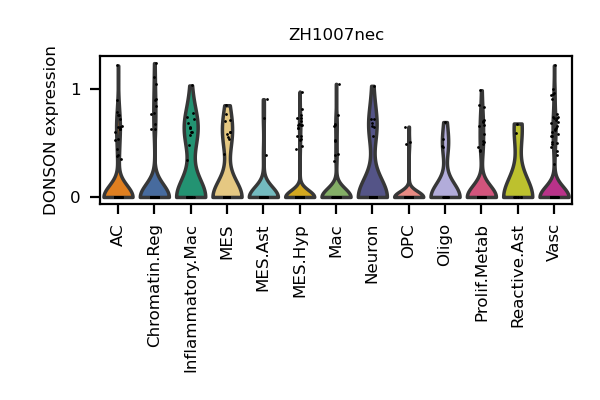 ZH1007nec
DONSON expression
1
0
AC
Chromatin.Reg
Inflammatory.Mac
MES
MES.Ast
MES.Hyp
Mac
Neuron
OPC
Oligo
Prolif.Metab
Reactive.Ast
Vasc